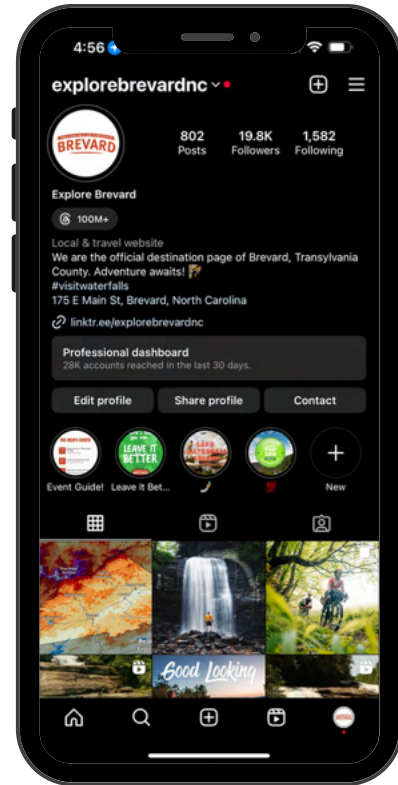 4:56
explorebrevardnc
BREVARD
802
Posts
19.8K
Followers
1,582
Following
Explore Brevard
100M+
Local & travel website
We are the official destination page of Brevard, Transylvania
County. Adventure awaits!
#visitwaterfalls
175 E Main St, Brevard, North Carolina
linktr.ee/explorebrevardnc
Professional dashboard
28K accounts reached in the last 30 days.
Edit profile
Share profile
Contact
LEAVE IT
BETTER
Event Guide!
Leave It Bet...
New
Good Looking